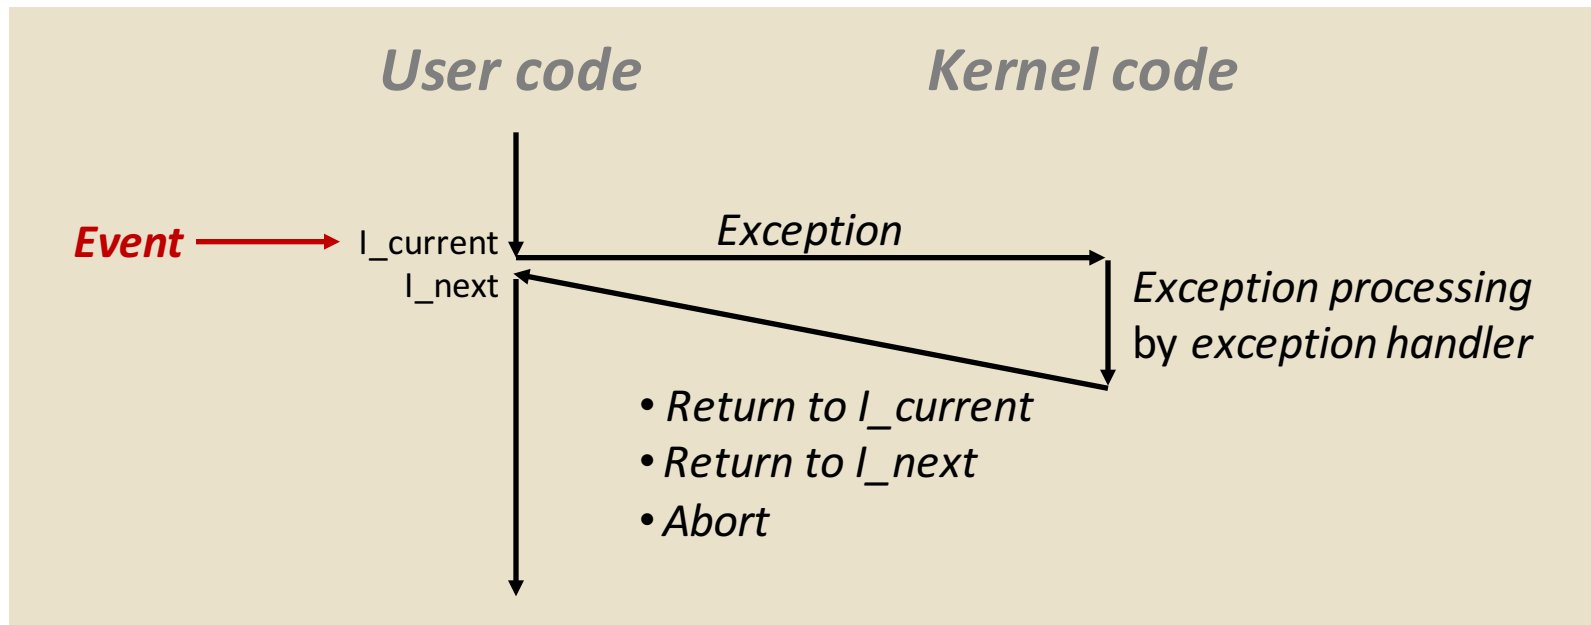 User code
Kernel code
Event
I_current
Exception
I_next
Exception processing
by exception handler
• Return to I_current
• Return to I_next
• Abort